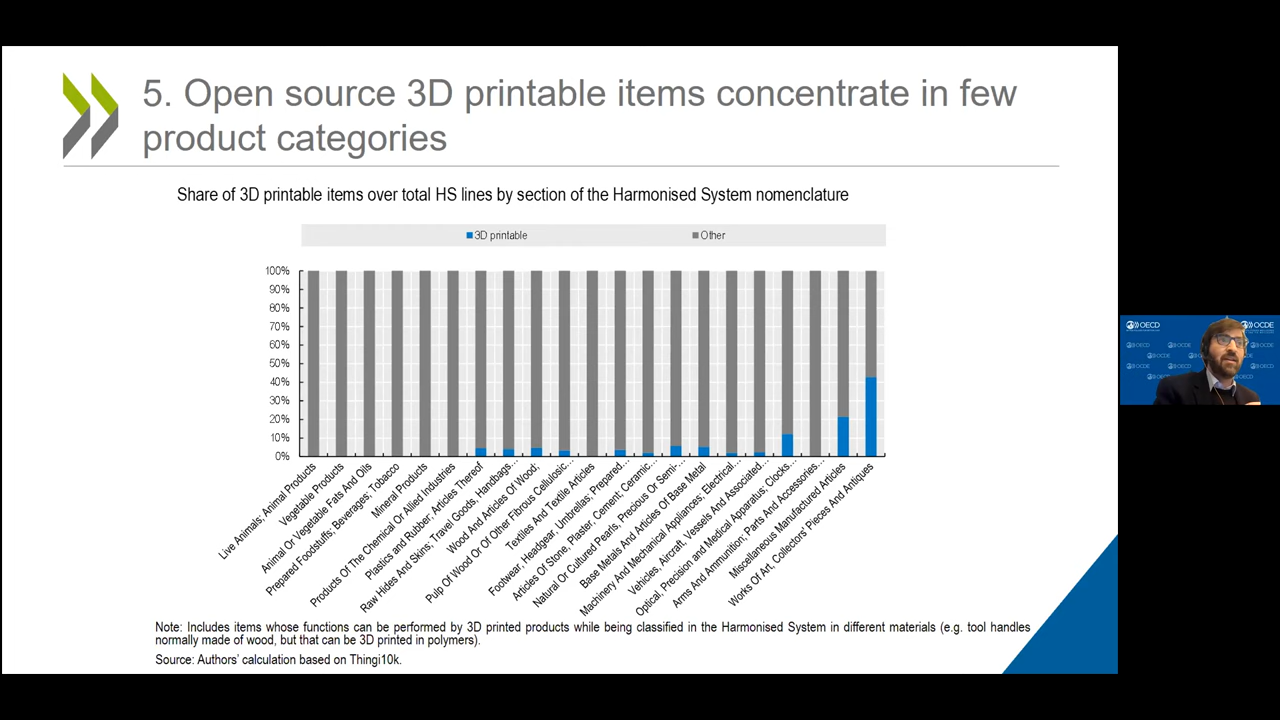 5. Open source 3D printable items concentrate in few
product categories
Share of 3D printable items over total HS lines by section of the Harmonised System nomenclature
3D printable
Other
100%
90%
80%
70%
60%
50%
40%
30%
20%
10%
0%
Live Animals; Animal Products
Vegetable Products
Animal Or Vegetable Fats And Oils
Prepared Foodstuffs; Beverages; Tobacco
Mineral Products
Products Of The Chemical Or Allied Industries
Plastics and Rubber; Articles Thereof
Raw Hides And Skins; Travel Goods, Handbags…
Wood And Articles Of Wood;
Pulp Of Wood Or Of Other Fibrous Cellulosic…
Textiles And Textile Articles
Footwear, Headgear, Umbrellas, Prepared…
Articles Of Stone, Plaster, Cement; Ceramic…
Natural Or Cultured Pearls, Precious Or Semi-…
Base Metals And Articles Of Base Metal
Machinery And Mechanical Appliances; Electrical…
Vehicles, Aircraft, Vessels And Associated…
Optical, Precision and Medical Apparatus; Clocks…
Arms And Ammunition; Parts And Accessories…
Miscellaneous Manufactured Articles
Works Of Art, Collectors' Pieces And Antiques
Note: Includes items whose functions can be performed by 3D printed products while being classified in the Harmonised System in different materials (e.g. tool handles
normally made of wood, but that can be 3D printed in polymers).
Source: Authors' calculation based on Thingi10k.
OECD
OCDE